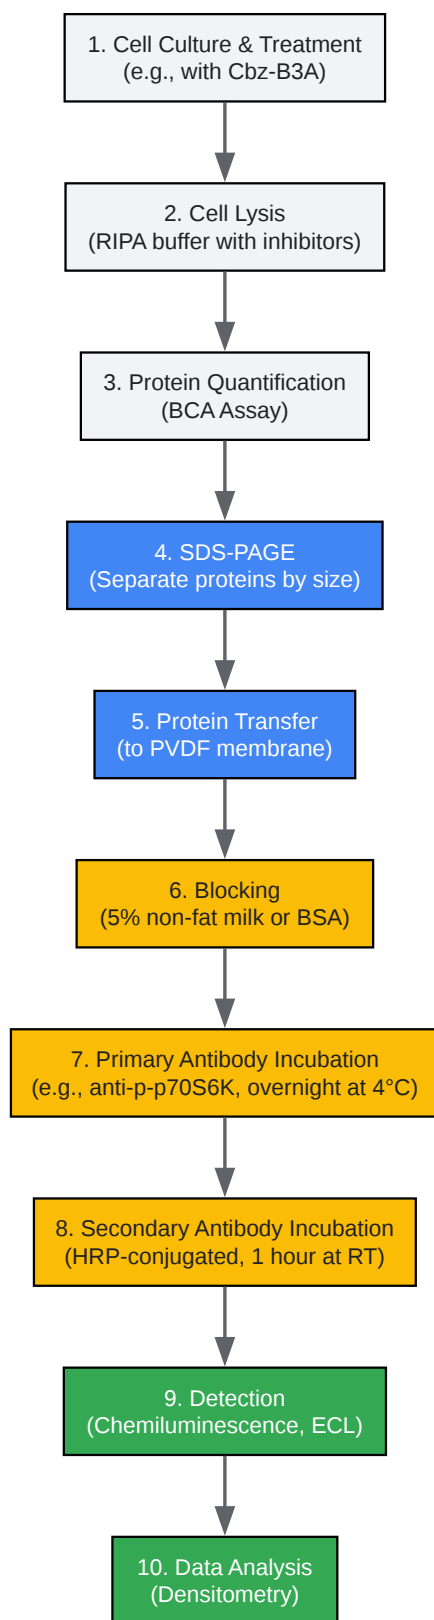 1. Cell Culture & Treatment
(e.g., with Cbz-B3A)
2. Cell Lysis
(RIPA buffer with inhibitors)
3. Protein Quantification
(BCA Assay)
4. SDS-PAGE
(Separate proteins by size)
5. Protein Transfer
(to PVDF membrane)
6. Blocking
(5% non-fat milk or BSA)
7. Primary Antibody Incubation
(e.g., anti-p-p70S6K, overnight at 4°C)
8. Secondary Antibody Incubation
(HRP-conjugated, 1 hour at RT)
9. Detection
(Chemiluminescence, ECL)
10. Data Analysis
(Densitometry)